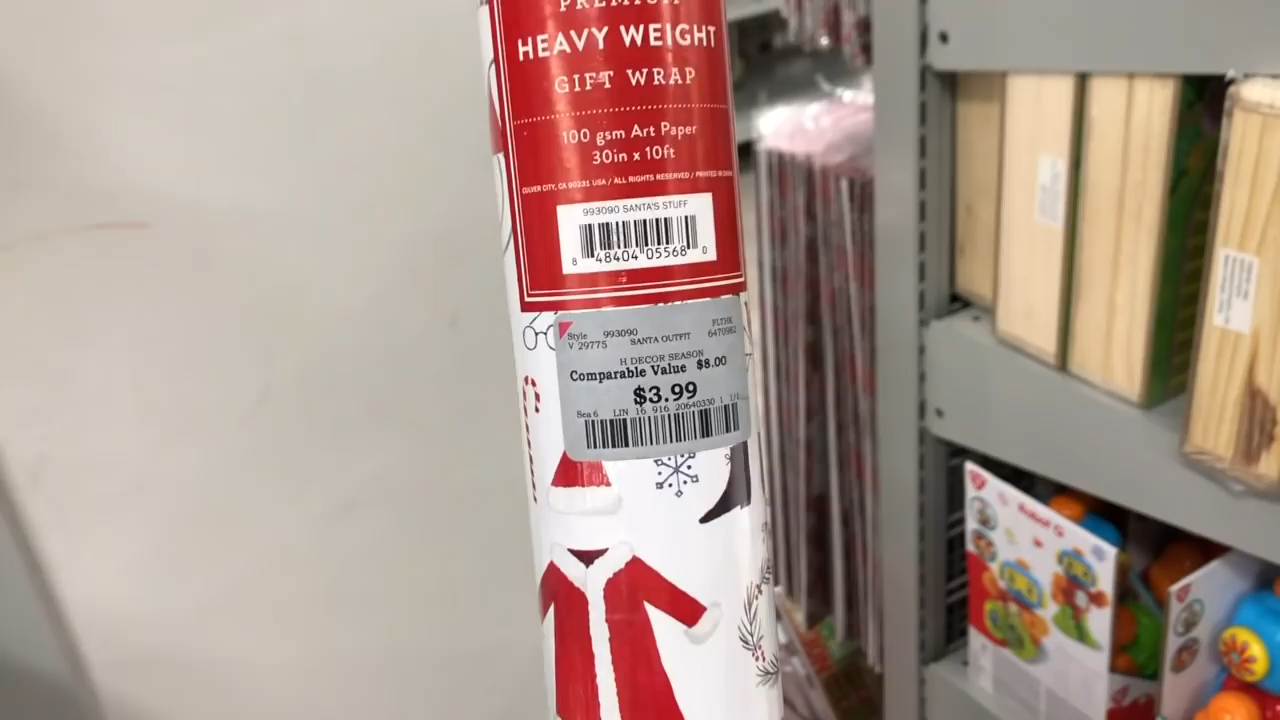 PREMIUM
HEAVY WEIGHT
GIFT WRAP
100 gsm Art Paper
30in x 10ft
CULVER CITY, CA 90231 USA / ALL RIGHTS RESERVED / PRINTED IN CHINA
993090 SANTA'S STUFF
8 48404 05568 0
Style 993090 FLTHK
V 29775 SANTA OUTFIT 6470982
H DECOR SEASON
Comparable Value $8.00
$3.99
Sea 6 LIN 16 916 20640330 1 1/1